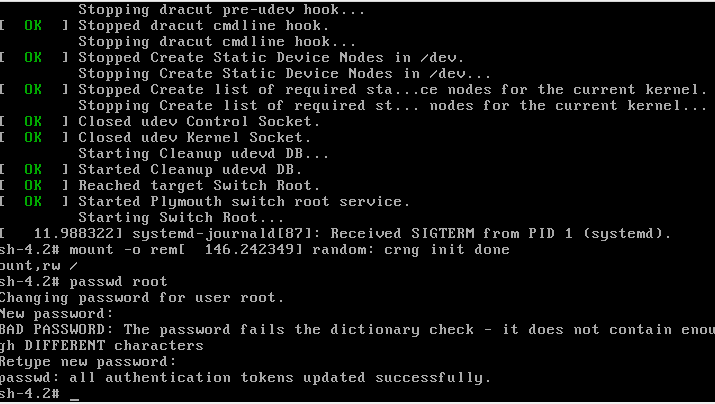 Stopping dracut pre-udev hook...
[  OK  ] Stopped dracut cmdline hook.
Stopping dracut cmdline hook...
[  OK  ] Stopped Create Static Device Nodes in /dev.
Stopping Create Static Device Nodes in /dev...
[  OK  ] Stopped Create list of required sta...ce nodes for the current kernel.
Stopping Create list of required st... nodes for the current kernel...
[  OK  ] Closed udev Control Socket.
[  OK  ] Closed udev Kernel Socket.
Starting Cleanup udevd DB...
[  OK  ] Started Cleanup udevd DB.
[  OK  ] Reached target Switch Root.
[  OK  ] Started Plymouth switch root service.
Starting Switch Root...
[   11.988322] systemd-journald[87]: Received SIGTERM from PID 1 (systemd).
sh-4.2# mount -o rem[  146.242349] random: crng init done
ount,rw /
sh-4.2# passwd root
Changing password for user root.
New password:
BAD PASSWORD: The password fails the dictionary check - it does not contain enou
gh DIFFERENT characters
Retype new password:
passwd: all authentication tokens updated successfully.
sh-4.2# _